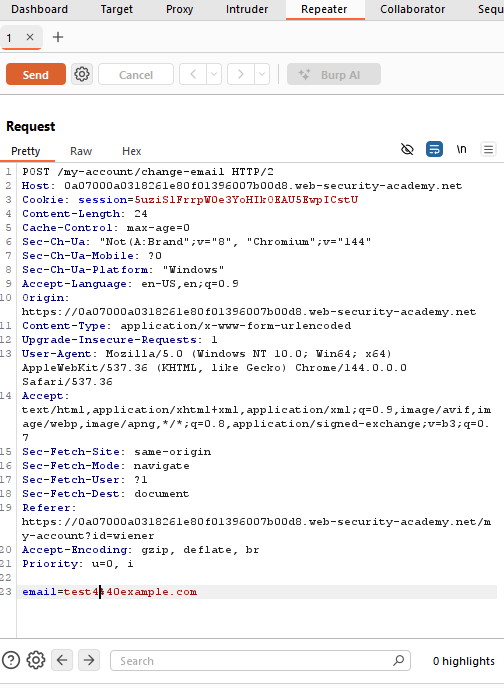 Dashboard Target Proxy Intruder Repeater Collaborator Sequ
1 × +
Send Cancel < > Burp AI
Request
Pretty Raw Hex \n
1 POST /my-account/change-email HTTP/2
2 Host: 0a07000a0318261e80f01396007b00d8.web-security-academy.net
3 Cookie: session=5uziSlFrrpW0e3YoHIk0EAU5EwpICstU
4 Content-Length: 24
5 Cache-Control: max-age=0
6 Sec-Ch-Ua: "Not(A:Brand";v="8", "Chromium";v="144"
7 Sec-Ch-Ua-Mobile: ?0
8 Sec-Ch-Ua-Platform: "Windows"
9 Accept-Language: en-US,en;q=0.9
10 Origin:
https://0a07000a0318261e80f01396007b00d8.web-security-academy.net
11 Content-Type: application/x-www-form-urlencoded
12 Upgrade-Insecure-Requests: 1
13 User-Agent: Mozilla/5.0 (Windows NT 10.0; Win64; x64)
AppleWebKit/537.36 (KHTML, like Gecko) Chrome/144.0.0.0
Safari/537.36
14 Accept:
text/html,application/xhtml+xml,application/xml;q=0.9,image/avif,im
age/webp,image/apng,*/*;q=0.8,application/signed-exchange;v=b3;q=0.
7
15 Sec-Fetch-Site: same-origin
16 Sec-Fetch-Mode: navigate
17 Sec-Fetch-User: ?1
18 Sec-Fetch-Dest: document
19 Referer:
https://0a07000a0318261e80f01396007b00d8.web-security-academy.net/m
y-account?id=wiener
20 Accept-Encoding: gzip, deflate, br
21 Priority: u=0, i
22
23 email=test4%40example.com
Search 0 highlights